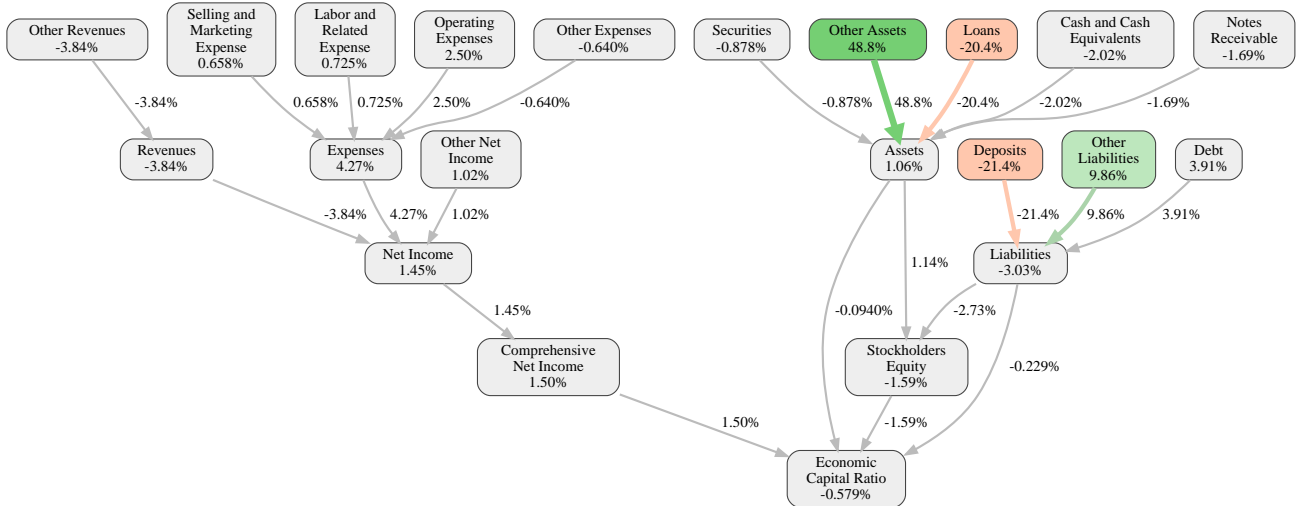 Other Revenues
-3.84%
Selling and
Marketing
Expense
0.658%
Labor and
Related
Expense
0.725%
Operating
Expenses
2.50%
Other Expenses
-0.640%
Securities
-0.878%
Other Assets
48.8%
Loans
-20.4%
Cash and Cash
Equivalents
-2.02%
Notes
Receivable
-1.69%
-3.84%
0.658%
0.725%
2.50%
-0.640%
-0.878%
48.8%
-20.4%
-2.02%
-1.69%
Revenues
-3.84%
Expenses
4.27%
Other Net
Income
1.02%
Assets
1.06%
Deposits
-21.4%
Other
Liabilities
9.86%
Debt
3.91%
-3.84%
4.27%
1.02%
-21.4%
9.86%
3.91%
Net Income
1.45%
1.14%
Liabilities
-3.03%
1.45%
-0.0940%
-2.73%
Comprehensive
Net Income
1.50%
Stockholders
Equity
-1.59%
-0.229%
1.50%
-1.59%
Economic
Capital Ratio
-0.579%